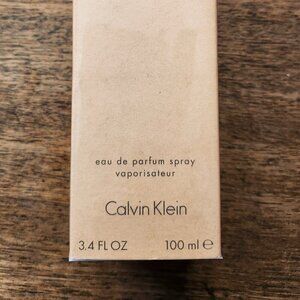 eau de parfum spray
vaporisateur
Calvin Klein
3.4 FL OZ 100 ml ℮